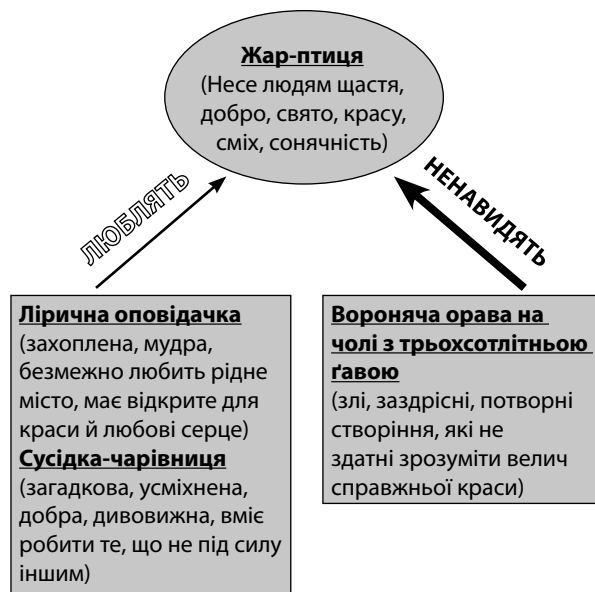 Жар-птиця
(Несе людям щастя,
добро, свято, красу,
сміх, сонячність)
ЛЮБЛЯТЬ
НЕНАВИДЯТЬ
Лірична оповідачка
(захоплена, мудра,
безмежно любить рідне
місто, має відкрите для
краси й любові серце)
Сусідка-чарівниця
(загадкова, усміхнена,
добра, дивовижна, вміє
робити те, що не під силу
іншим)
Вороняча орава на
чолі з трьохсотлітньою
ґавою
(злі, заздрісні, потворні
створіння, які не
здатні зрозуміти велич
справжньої краси)